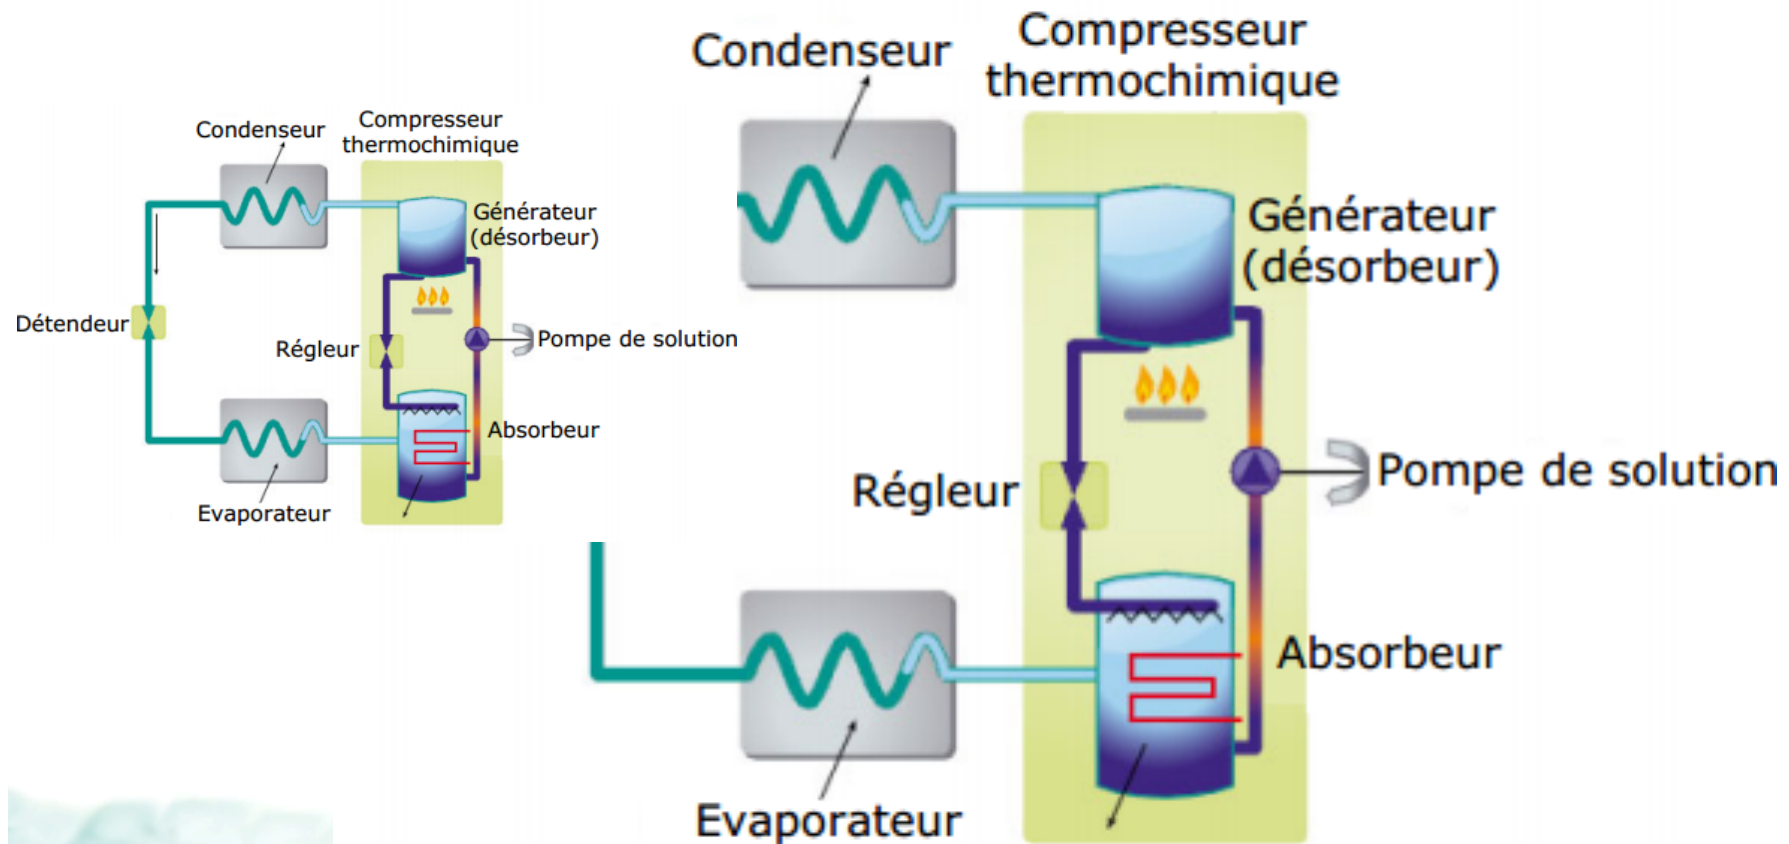 Condenseur
Compresseur
thermochimique
Générateur
(désorbeur)
Détendeur
Régleur
Pompe de solution
Absorbeur
Evaporateur
Condenseur
Compresseur
thermochimique
Générateur
(désorbeur)
Régleur
Pompe de solution
Absorbeur
Evaporateur